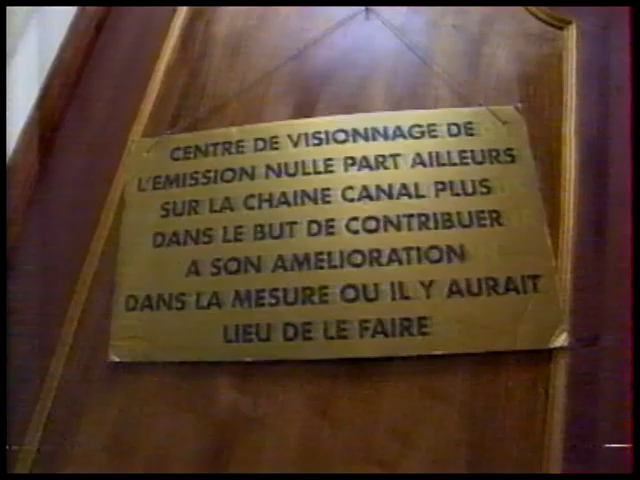 CENTRE DE VISIONNAGE DE
L'EMISSION NULLE PART AILLEURS
SUR LA CHAINE CANAL PLUS
DANS LE BUT DE CONTRIBUER
A SON AMELIORATION
DANS LA MESURE OU IL Y AURAIT
LIEU DE LE FAIRE